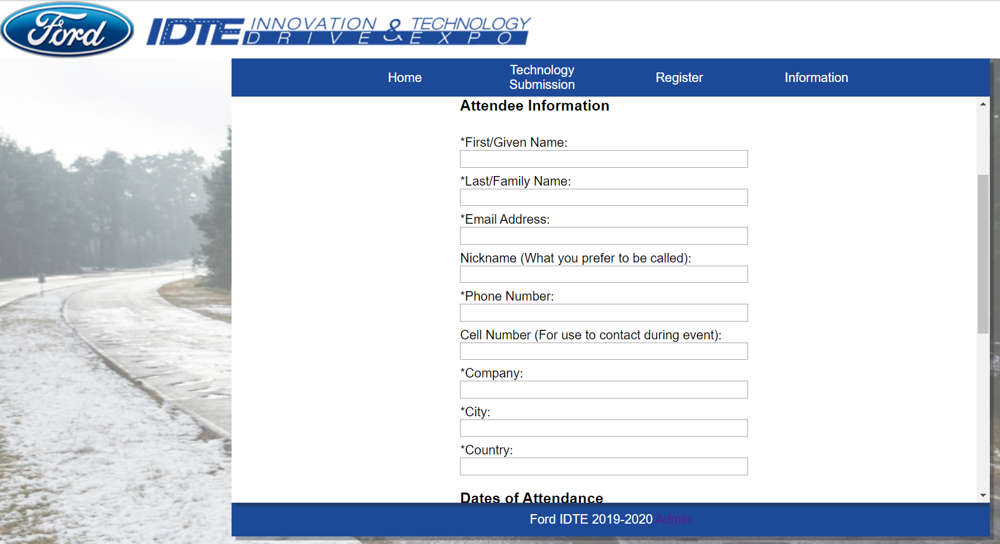 Ford
IDTE INNOVATION & TECHNOLOGY
DRIVE & EXPO
Home
Technology
Submission
Register
Information
Attendee Information
*First/Given Name:
*Last/Family Name:
*Email Address:
Nickname (What you prefer to be called):
*Phone Number:
Cell Number (For use to contact during event):
*Company:
*City:
*Country:
Dates of Attendance
Ford IDTE 2019-2020 Admin